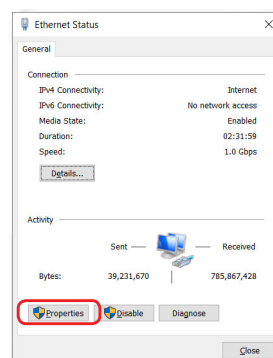 Ethernet Status
General
Connection
IPv4 Connectivity: Internet
IPv6 Connectivity: No network access
Media State: Enabled
Duration: 02:31:59
Speed: 1.0 Gbps
Details...
Activity
Sent Received
Bytes: 39,231,670 785,867,428
Properties Disable Diagnose
Close